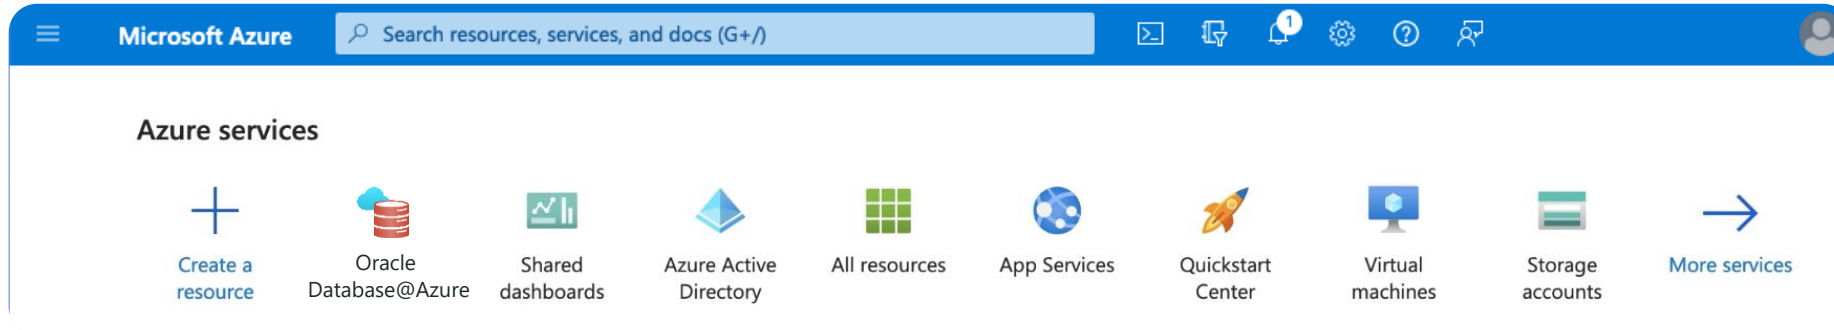 Microsoft Azure
Search resources, services, and docs (G+/)
1
Azure services
Create a
resource
Oracle
Database@Azure
Shared
dashboards
Azure Active
Directory
All resources
App Services
Quickstart
Center
Virtual
machines
Storage
accounts
More services